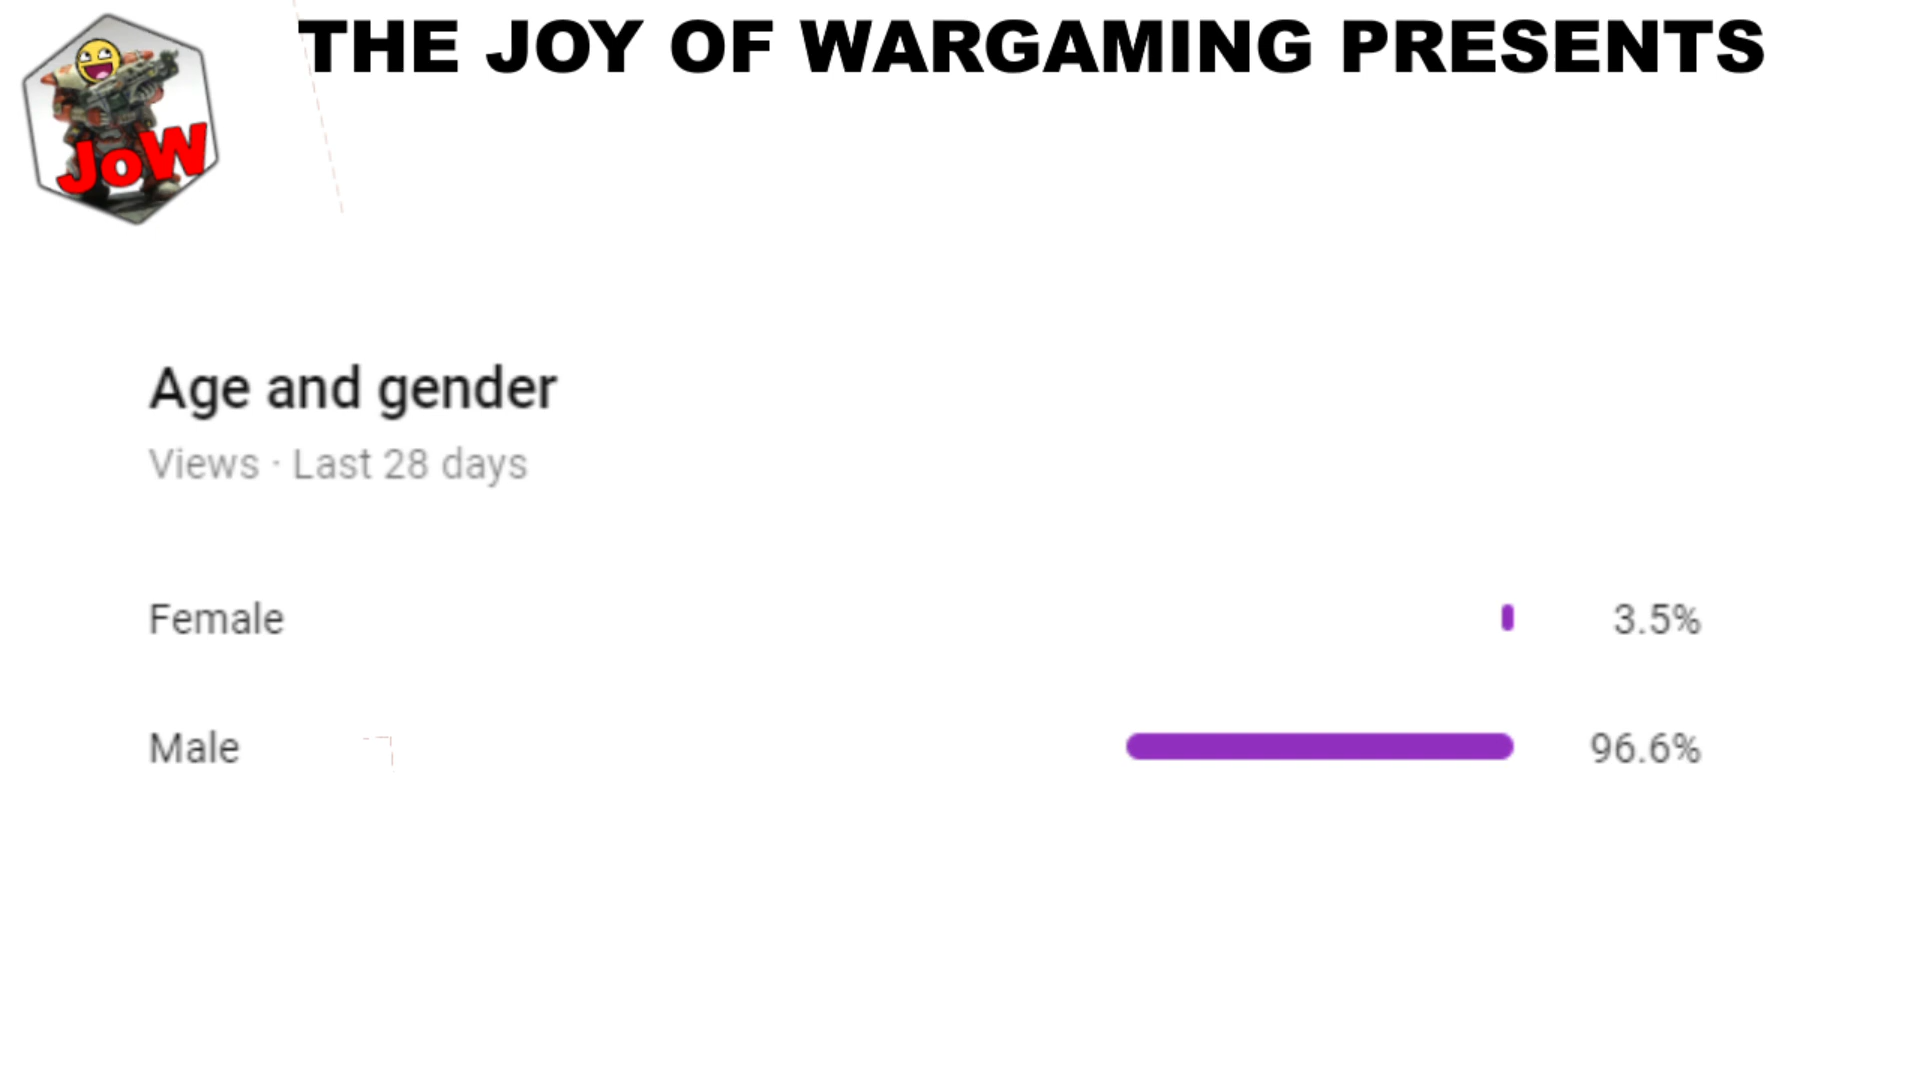 THE JOY OF WARGAMING PRESENTS
JoW
Age and gender
Views · Last 28 days
Female 3.5%
Male 96.6%